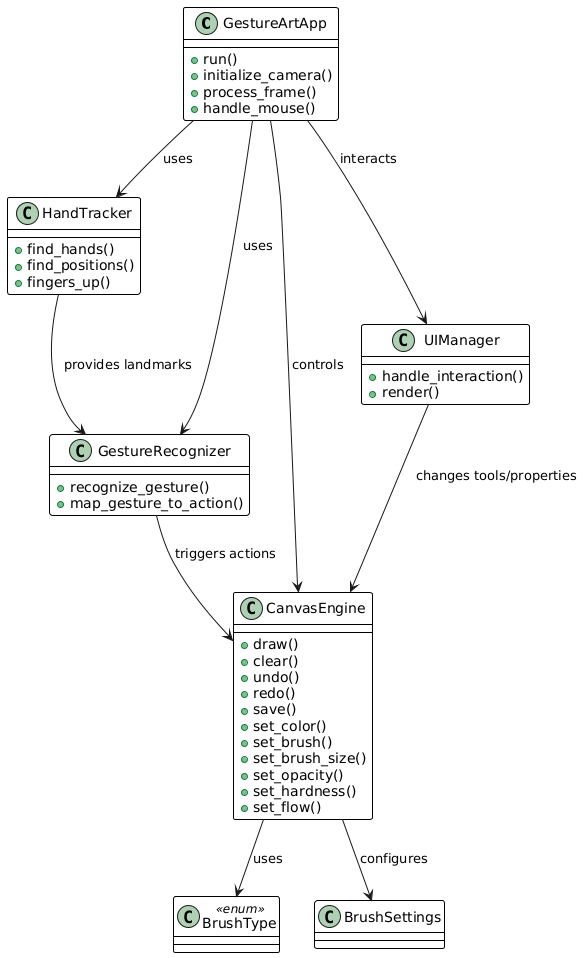 C GestureArtApp
run()
initialize_camera()
process_frame()
handle_mouse()
uses
interacts
C HandTracker
find_hands()
find_positions()
fingers_up()
uses
C UIManager
handle_interaction()
render()
provides landmarks
controls
C GestureRecognizer
recognize_gesture()
map_gesture_to_action()
changes tools/properties
triggers actions
C CanvasEngine
draw()
clear()
undo()
redo()
save()
set_color()
set_brush()
set_brush_size()
set_opacity()
set_hardness()
set_flow()
uses
configures
«enum»
C BrushType
C BrushSettings